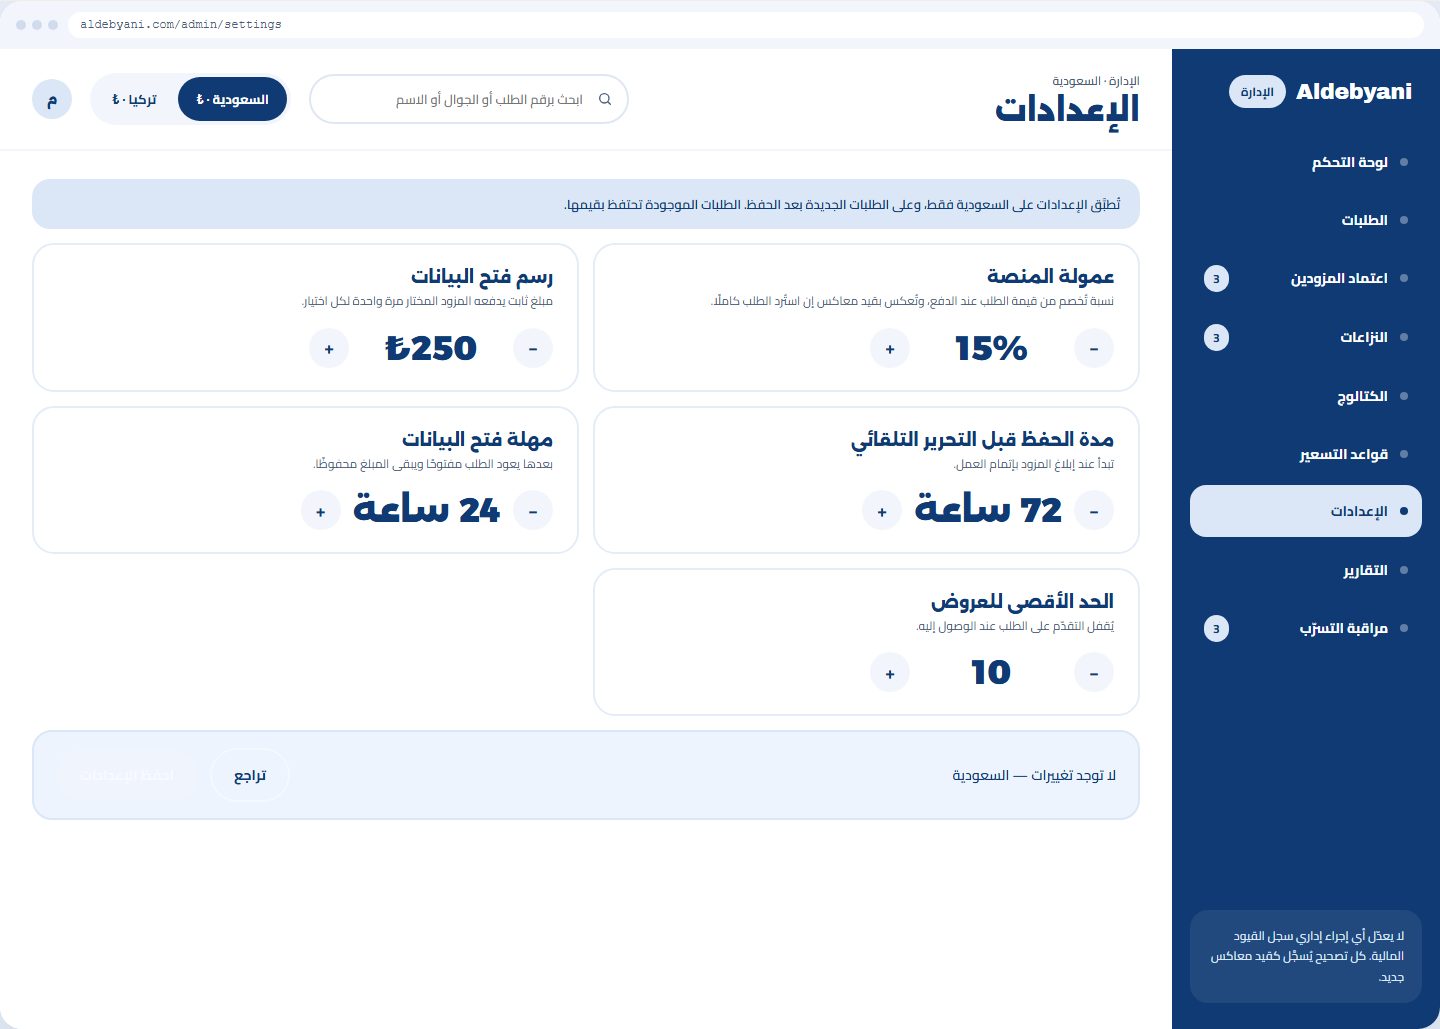 aldebyani.com/admin/settings
Aldebyani
الإدارة
لوحة التحكم
الطلبات
اعتماد المزودين
3
النزاعات
3
الكتالوج
قواعد التسعير
الإعدادات
التقارير
مراقبة التسرّب
3
لا يعدّل أي إجراء إداري سجل القيود
المالية. كل تصحيح يُسجَّل كقيد معاكس
جديد.
الإدارة · السعودية
الإعدادات
ابحث برقم الطلب أو الجوال أو الاسم
السعودية · ₺
تركيا · ₺
م
تُطبَّق الإعدادات على السعودية فقط، وعلى الطلبات الجديدة بعد الحفظ. الطلبات الموجودة تحتفظ بقيمها.
عمولة المنصة
نسبة تُخصم من قيمة الطلب عند الدفع، وتُعكس بقيد معاكس إن استُرد الطلب كاملًا.
− 15% +
رسم فتح البيانات
مبلغ ثابت يدفعه المزود المختار مرة واحدة لكل اختيار.
− ₺250 +
مدة الحفظ قبل التحرير التلقائي
تبدأ عند إبلاغ المزود بإتمام العمل.
− 72 ساعة +
مهلة فتح البيانات
بعدها يعود الطلب مفتوحًا ويبقى المبلغ محفوظًا.
− 24 ساعة +
الحد الأقصى للعروض
يُقفل التقدّم على الطلب عند الوصول إليه.
− 10 +
لا توجد تغييرات — السعودية
تراجع
احفظ الإعدادات